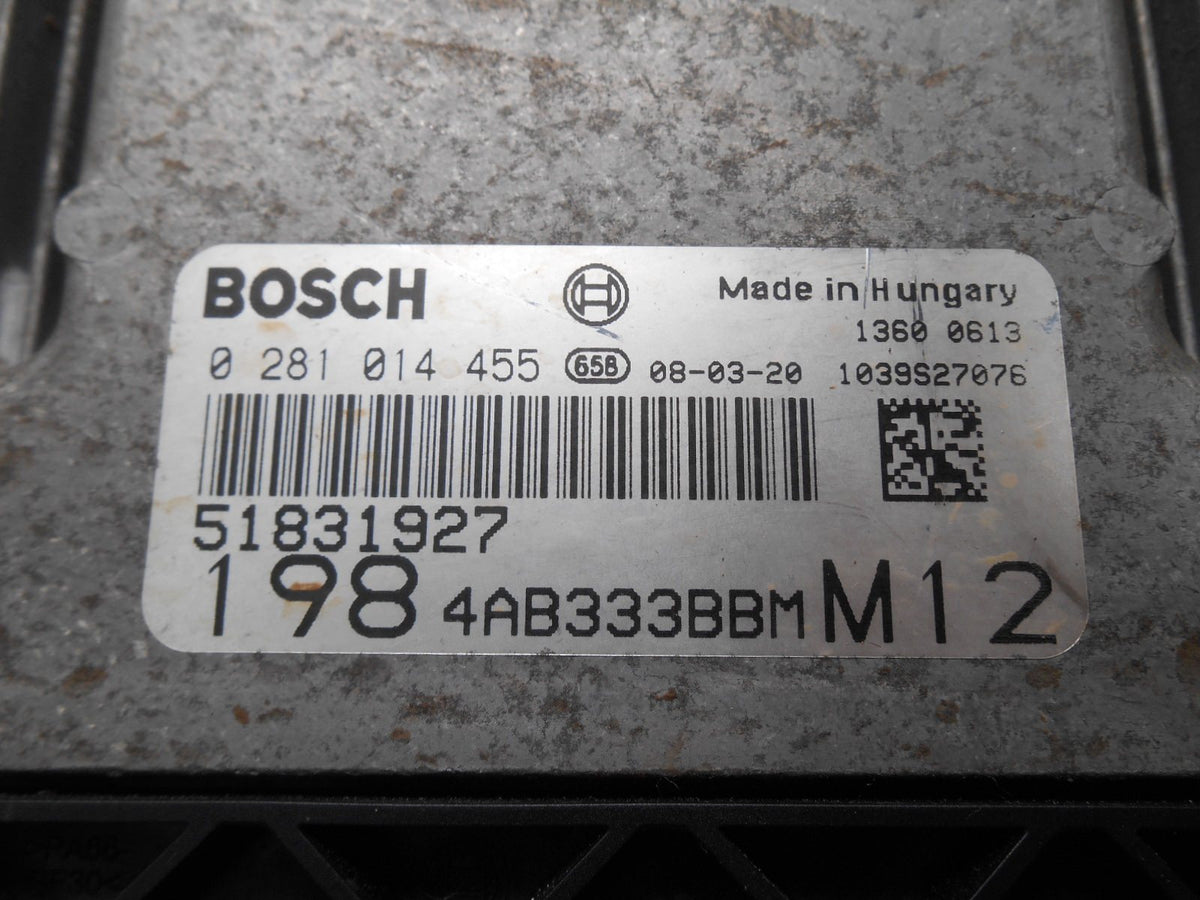 BOSCH Made in Hungary
1360 0613
0 281 014 455 658 08-03-20 1039S27076
51831927
198 4AB333BBM M12
>PA66-